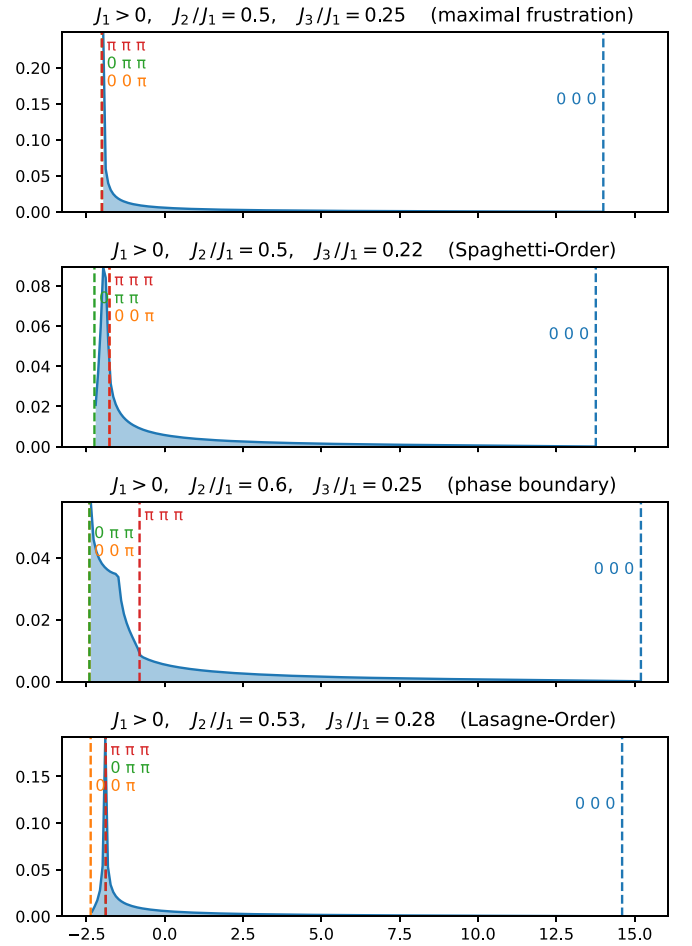 J₁ > 0, J₂/J₁ = 0.5, J₃/J₁ = 0.25 (maximal frustration)
0.20
0.15
0.10
0.05
0.00
π π π
0 π π
0 0 π
0 0 0
J₁ > 0, J₂/J₁ = 0.5, J₃/J₁ = 0.22 (Spaghetti-Order)
0.08
0.06
0.04
0.02
0.00
π π π
0 π π
0 0 π
0 0 0
J₁ > 0, J₂/J₁ = 0.6, J₃/J₁ = 0.25 (phase boundary)
0.04
0.02
0.00
π π π
0 π π
0 0 π
0 0 0
J₁ > 0, J₂/J₁ = 0.53, J₃/J₁ = 0.28 (Lasagne-Order)
0.15
0.10
0.05
0.00
π π π
0 π π
0 0 π
0 0 0
−2.5 0.0 2.5 5.0 7.5 10.0 12.5 15.0